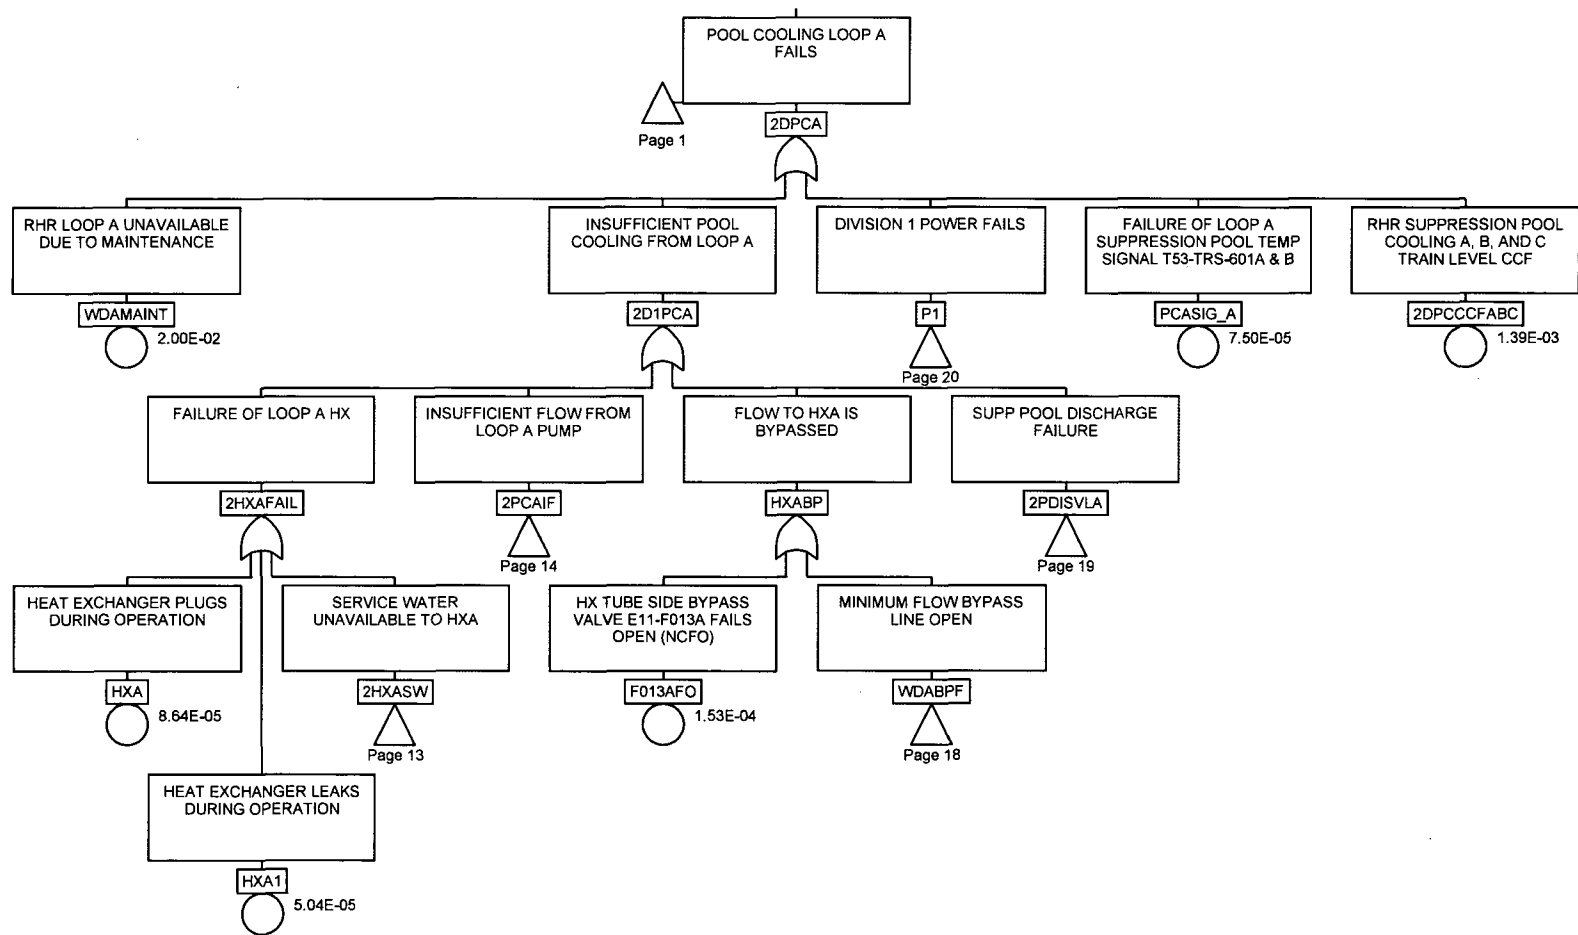 POOL COOLING LOOP A
FAILS
Page 1
2DPCA
RHR LOOP A UNAVAILABLE
DUE TO MAINTENANCE
WDAMAINT
2.00E-02
INSUFFICIENT POOL
COOLING FROM LOOP A
2D1PCA
DIVISION 1 POWER FAILS
P1
Page 20
FAILURE OF LOOP A
SUPPRESSION POOL TEMP
SIGNAL T53-TRS-601A & B
PCASIG_A
7.50E-05
RHR SUPPRESSION POOL
COOLING A, B, AND C
TRAIN LEVEL CCF
2DPCCCFABC
1.39E-03
FAILURE OF LOOP A HX
2HXAFAIL
INSUFFICIENT FLOW FROM
LOOP A PUMP
2PCAIF
Page 14
FLOW TO HXA IS
BYPASSED
HXABP
SUPP POOL DISCHARGE
FAILURE
2PDISVLA
Page 19
HEAT EXCHANGER PLUGS
DURING OPERATION
HXA
8.64E-05
SERVICE WATER
UNAVAILABLE TO HXA
2HXASW
Page 13
HX TUBE SIDE BYPASS
VALVE E11-F013A FAILS
OPEN (NCFO)
F013AFO
1.53E-04
MINIMUM FLOW BYPASS
LINE OPEN
WDABPF
Page 18
HEAT EXCHANGER LEAKS
DURING OPERATION
HXA1
5.04E-05